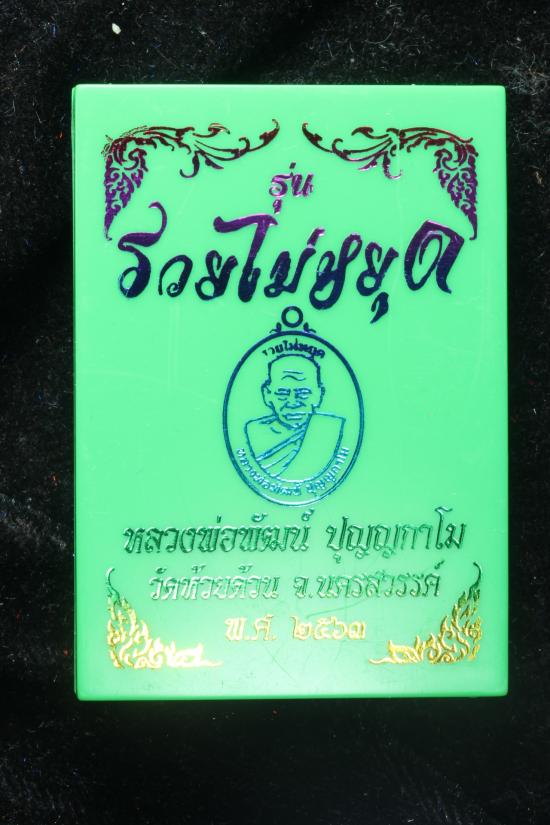 รุ่น
รวยไม่หยุด
รวยไม่หยุด
หลวงพ่อพัฒน์ ปุญญกาโม
หลวงพ่อพัฒน์ ปุญญกาโม
วัดห้วยด้วน จ.นครสวรรค์
พ.ศ. ๒๕๖๓